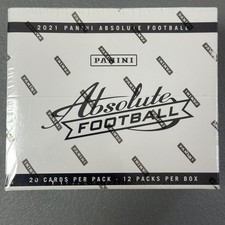 2021 PANINI ABSOLUTE FOOTBALL
PANINI
Absolute
FOOTBALL
20 CARDS PER PACK - 12 PACKS PER BOX